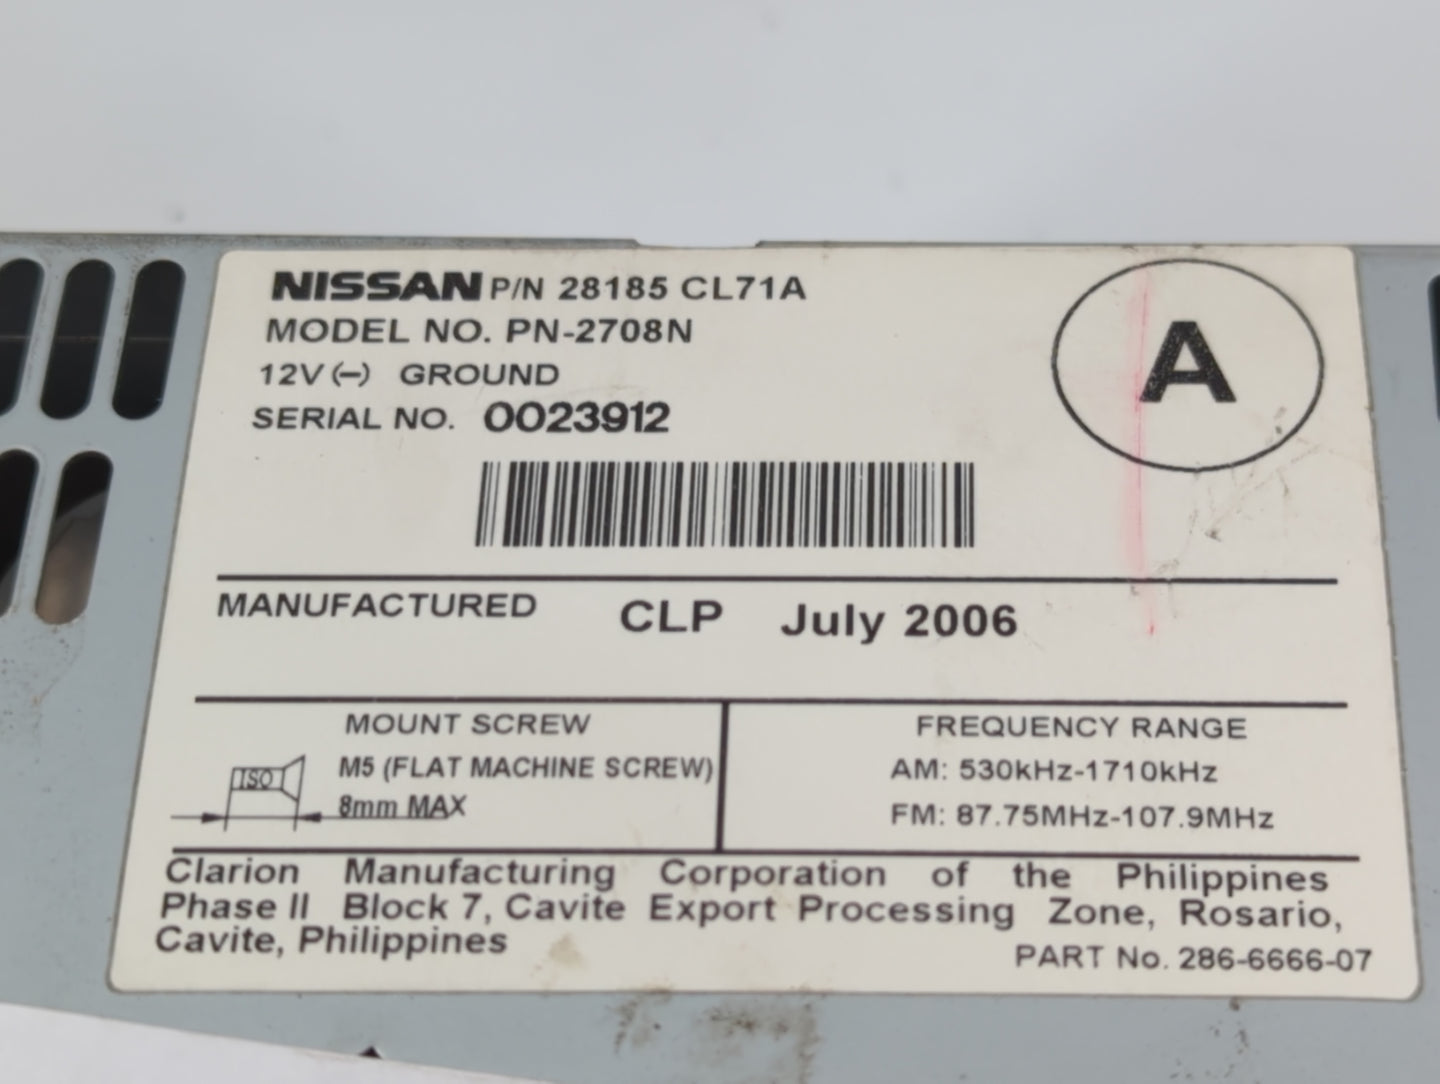 NISSAN P/N 28185 CL71A
MODEL NO. PN-2708N
12V (−) GROUND
SERIAL NO. 0023912
A
MANUFACTURED CLP July 2006
MOUNT SCREW
ISO
M5 (FLAT MACHINE SCREW)
8mm MAX
FREQUENCY RANGE
AM: 530kHz-1710kHz
FM: 87.75MHz-107.9MHz
Clarion Manufacturing Corporation of the Philippines
Phase II Block 7, Cavite Export Processing Zone, Rosario,
Cavite, Philippines
PART No. 286-6666-07